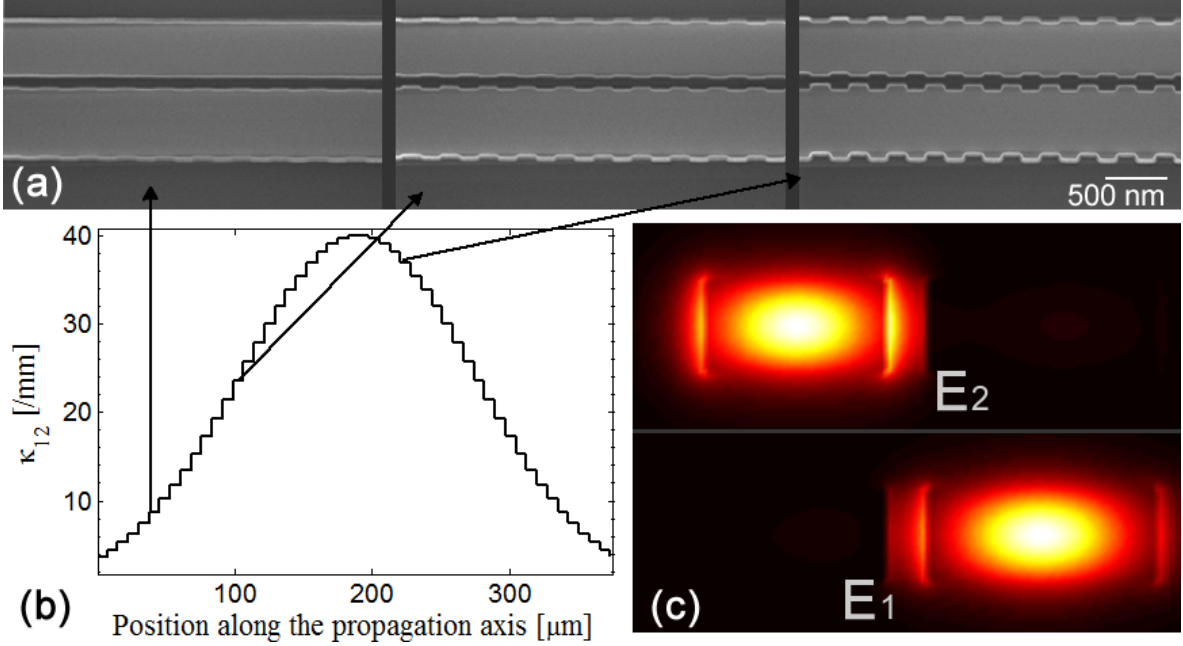 (a)
500 nm
40
30
20
10
κ12 [/mm]
100
200
300
Position along the propagation axis [μm]
(b)
E2
E1
(c)